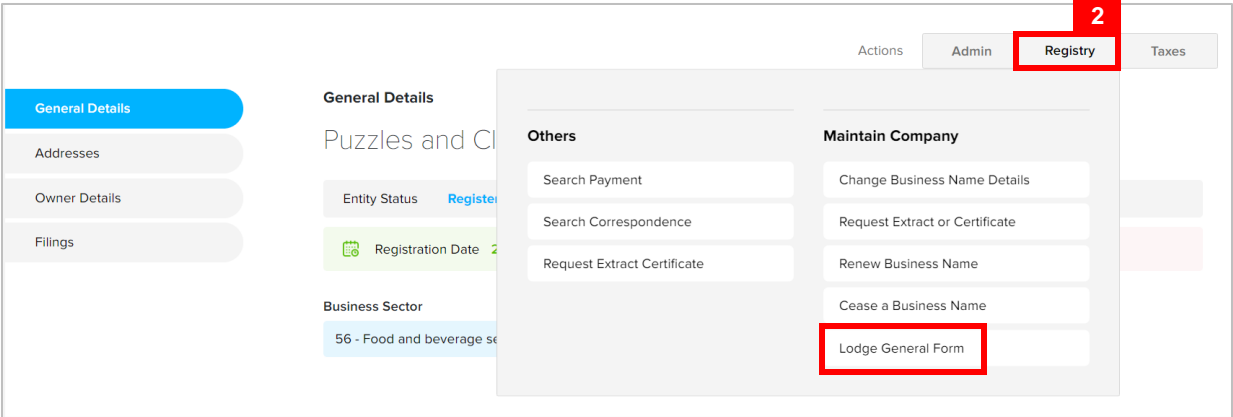 2
Actions
Admin
Registry
Taxes
General Details
Addresses
Owner Details
Filings
General Details
Puzzles and Cl
Entity Status Register
Registration Date 2
Business Sector
56 - Food and beverage se
Others
Search Payment
Search Correspondence
Request Extract Certificate
Maintain Company
Change Business Name Details
Request Extract or Certificate
Renew Business Name
Cease a Business Name
Lodge General Form